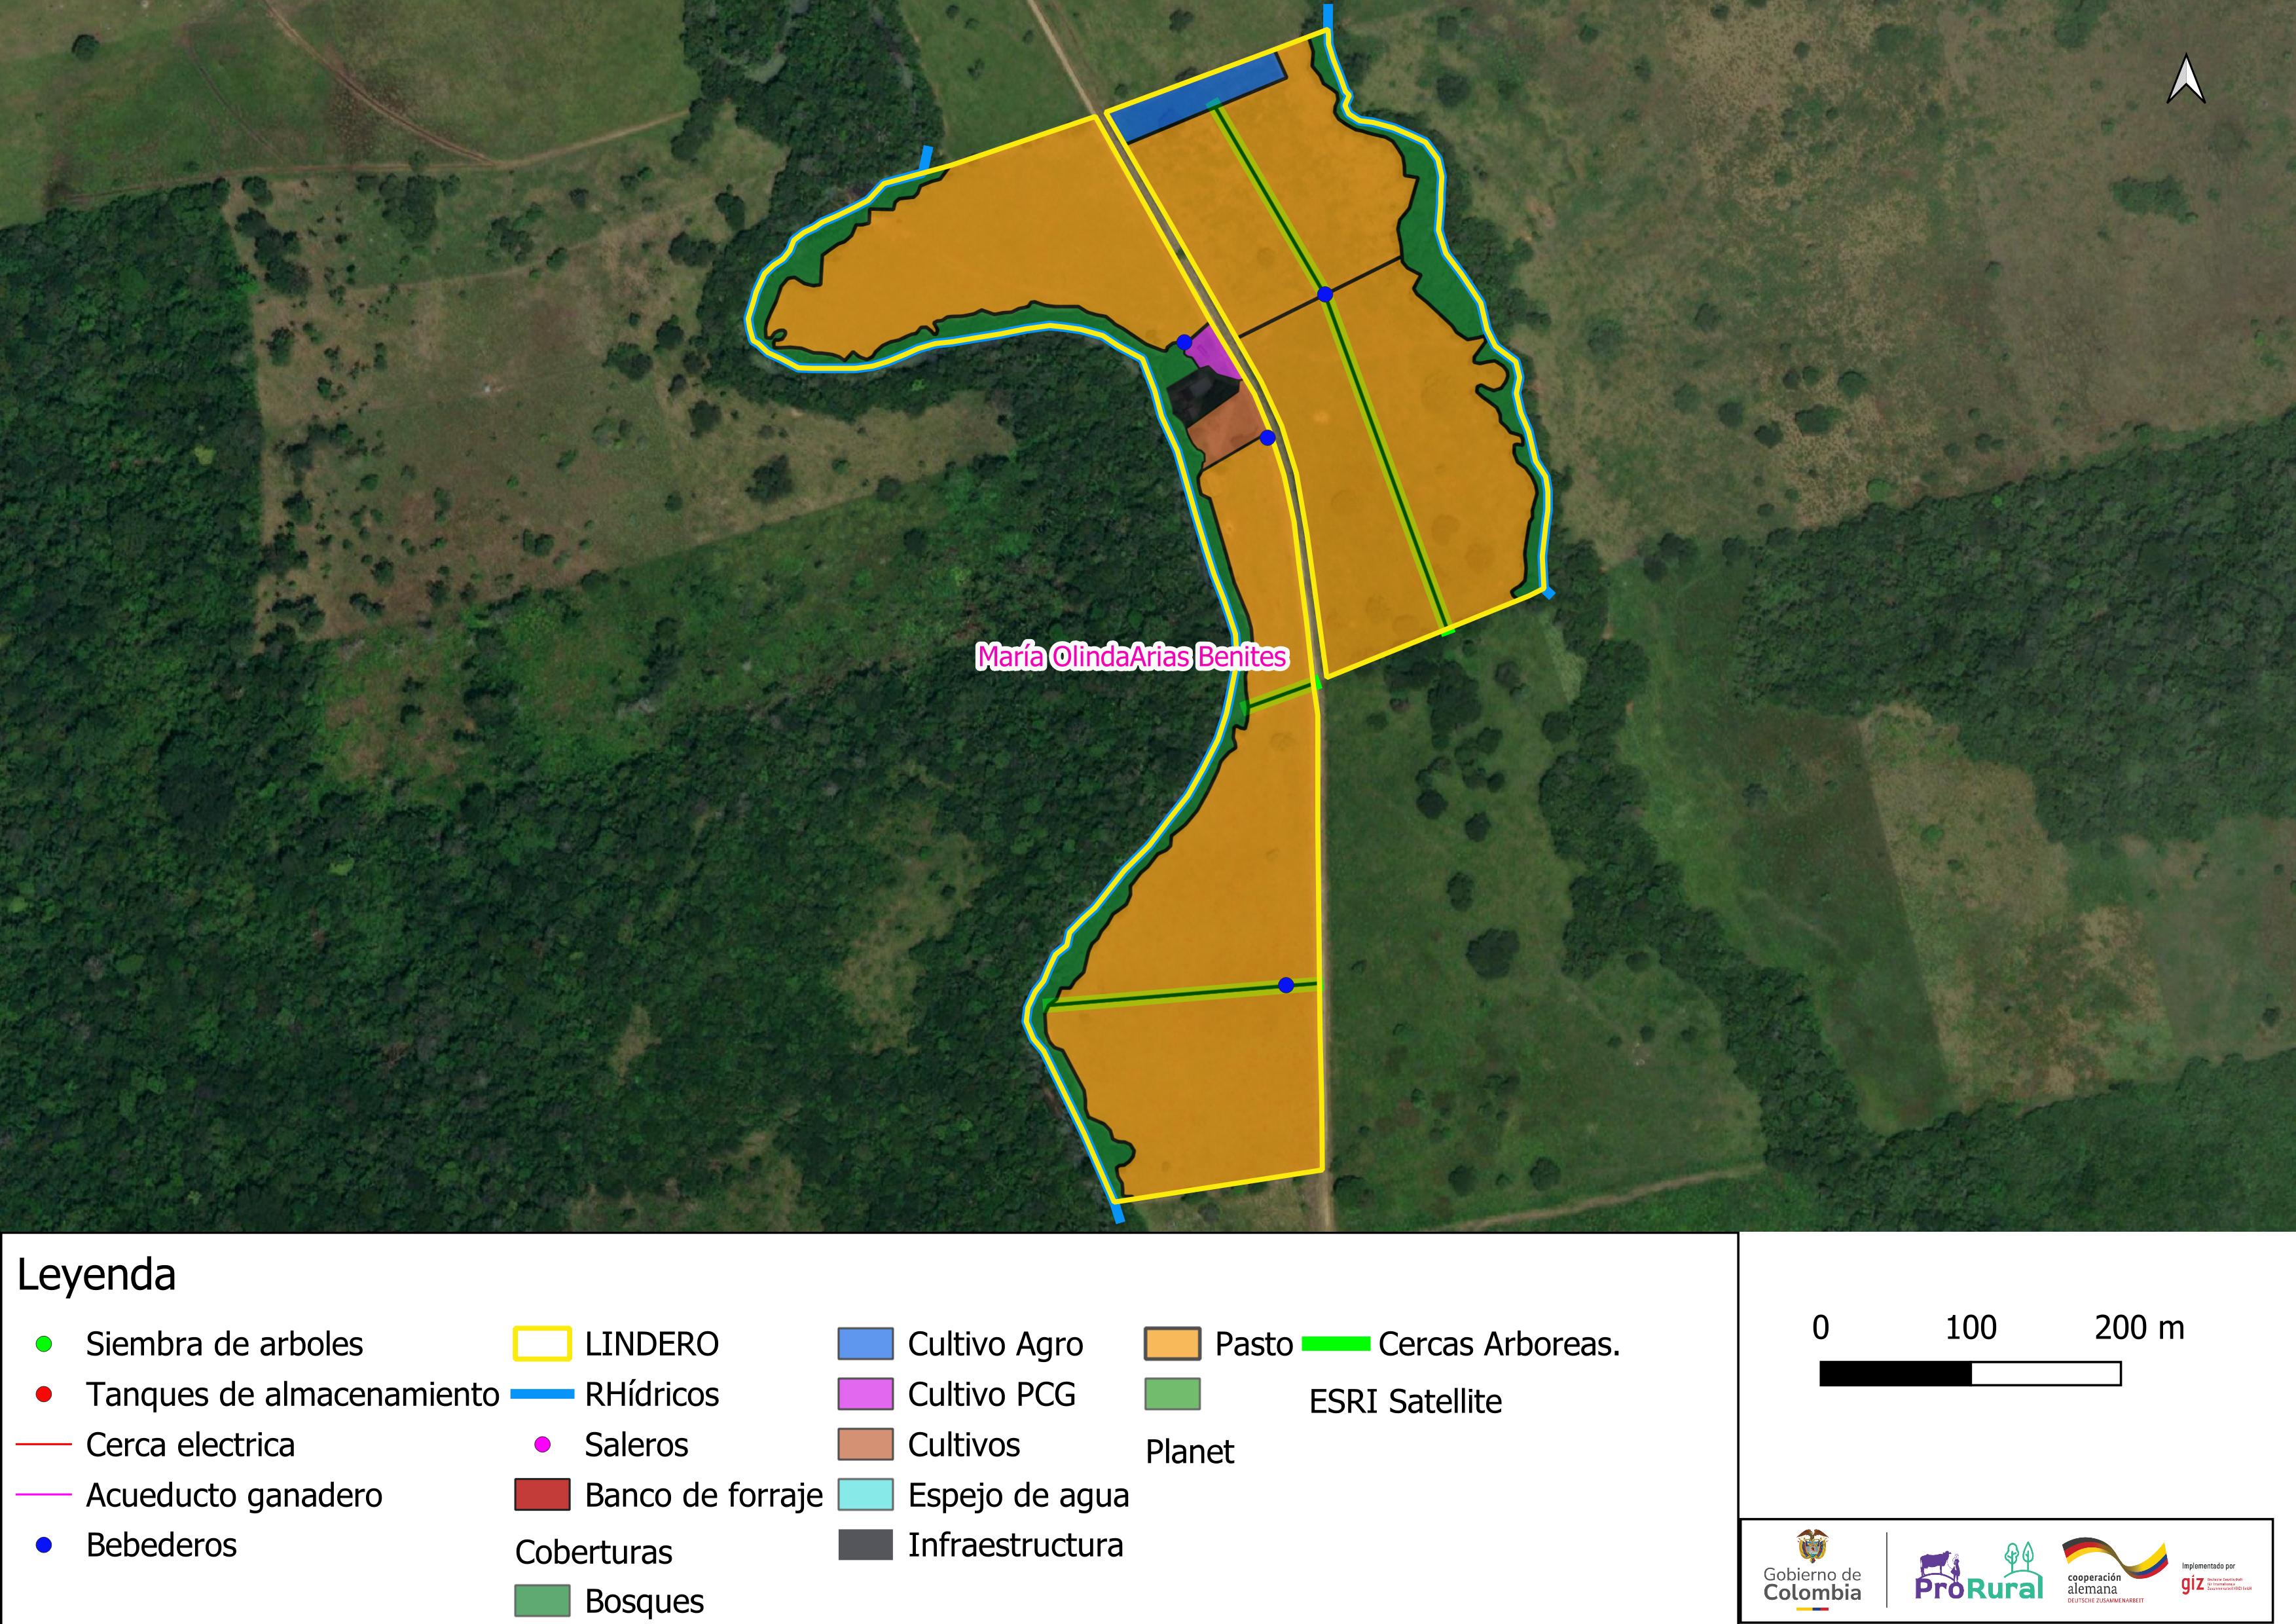 María OlindaArias Benites
Leyenda
Siembra de arboles
Tanques de almacenamiento
Cerca electrica
Acueducto ganadero
Bebederos
LINDERO
RHídricos
Saleros
Banco de forraje
Coberturas
Bosques
Cultivo Agro
Cultivo PCG
Cultivos
Espejo de agua
Infraestructura
Pasto
Planet
Cercas Arboreas.
ESRI Satellite
0 100 200 m
Gobierno de
Colombia
ProRural
cooperación
alemana
DEUTSCHE ZUSAMMENARBEIT
Implementado por
giz